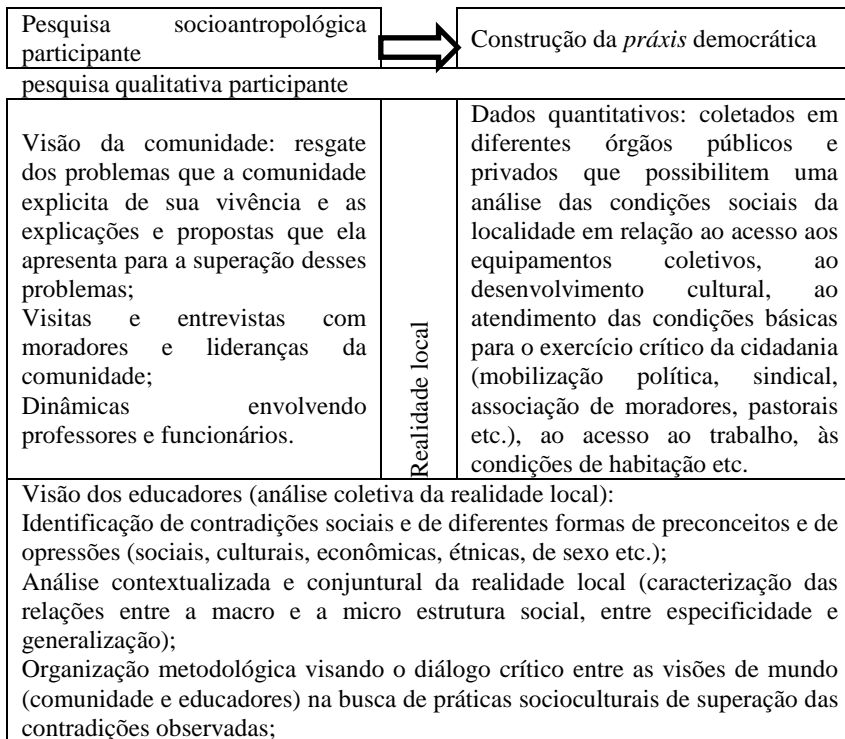 Pesquisa socioantropológica
participante
Construção da práxis democrática
pesquisa qualitativa participante
Visão da comunidade: resgate
dos problemas que a comunidade
explicita de sua vivência e as
explicações e propostas que ela
apresenta para a superação desses
problemas;
Visitas e entrevistas com
moradores e lideranças da
comunidade;
Dinâmicas envolvendo
professores e funcionários.
Realidade local
Dados quantitativos: coletados em
diferentes órgãos públicos e
privados que possibilitem uma
análise das condições sociais da
localidade em relação ao acesso aos
equipamentos coletivos, ao
desenvolvimento cultural, ao
atendimento das condições básicas
para o exercício crítico da cidadania
(mobilização política, sindical,
associação de moradores, pastorais
etc.), ao acesso ao trabalho, às
condições de habitação etc.
Visão dos educadores (análise coletiva da realidade local):
Identificação de contradições sociais e de diferentes formas de preconceitos e de
opressões (sociais, culturais, econômicas, étnicas, de sexo etc.);
Análise contextualizada e conjuntural da realidade local (caracterização das
relações entre a macro e a micro estrutura social, entre especificidade e
generalização);
Organização metodológica visando o diálogo crítico entre as visões de mundo
(comunidade e educadores) na busca de práticas socioculturais de superação das
contradições observadas;